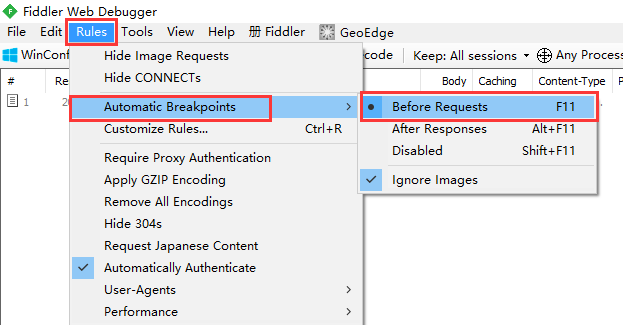 Fiddler Web Debugger
File Edit Rules Tools View Help 册 Fiddler GeoEdge
WinConf code Keep: All sessions Any Process
# Re Body Caching Content-Type P
1 2
Hide Image Requests
Hide CONNECTs
Automatic Breakpoints
Customize Rules... Ctrl+R
Require Proxy Authentication
Apply GZIP Encoding
Remove All Encodings
Hide 304s
Request Japanese Content
Automatically Authenticate
User-Agents
Performance
Before Requests F11
After Responses Alt+F11
Disabled Shift+F11
Ignore Images